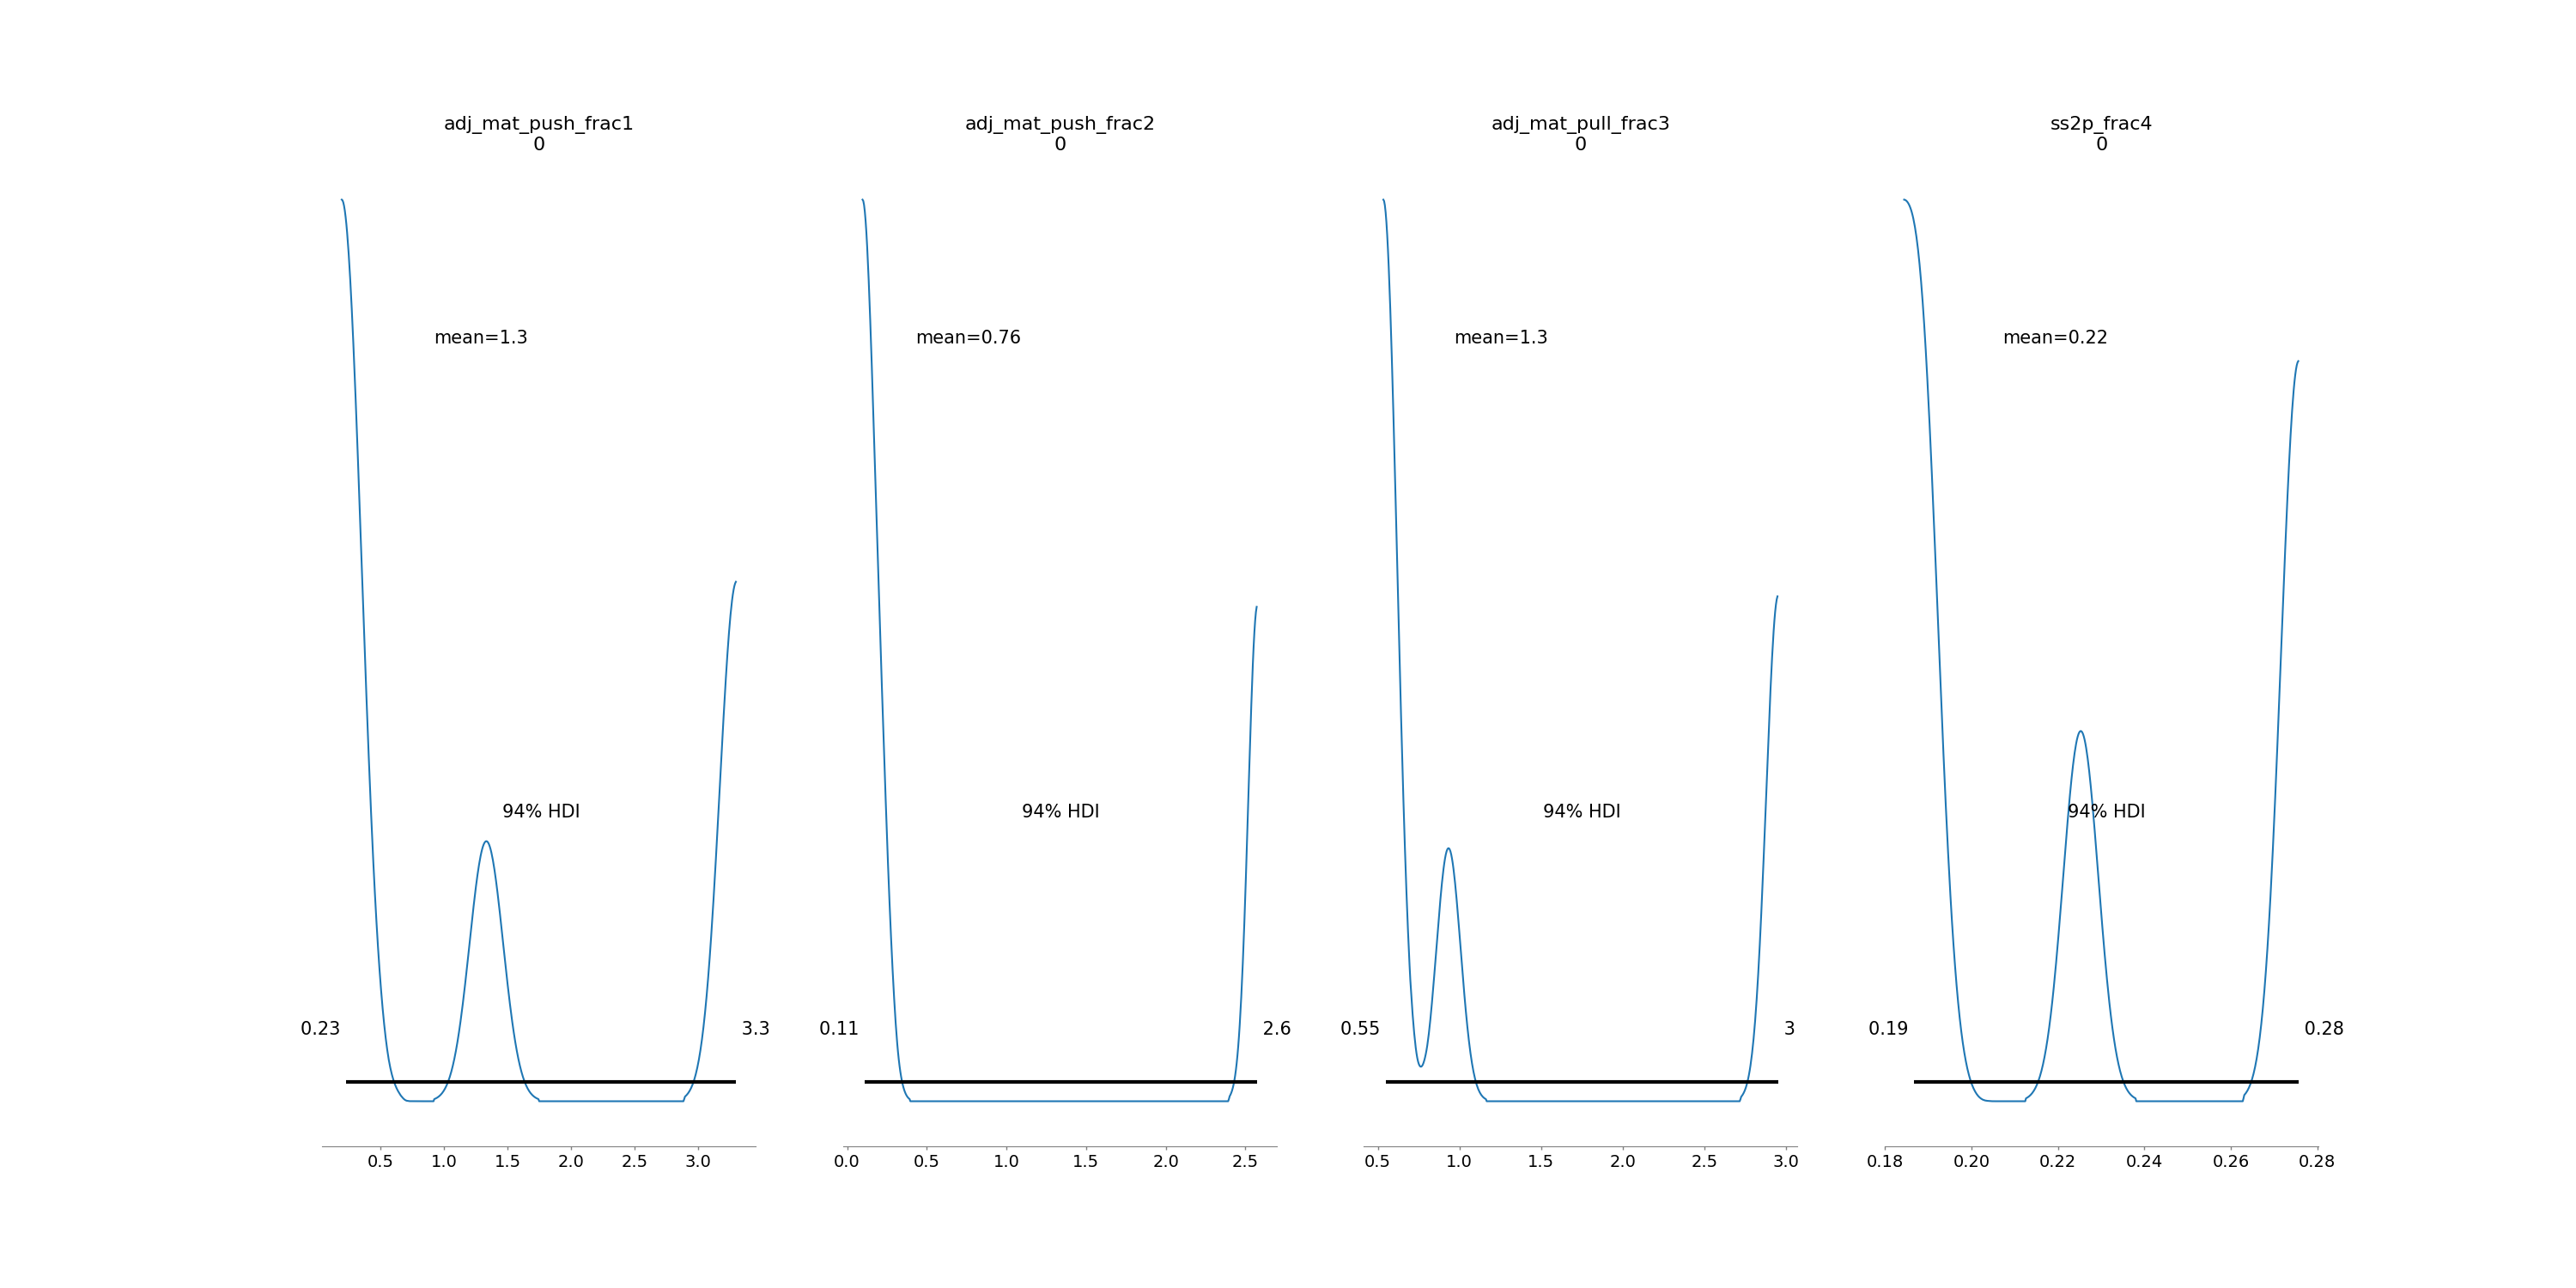 adj_mat_push_frac1
0
adj_mat_push_frac2
0
adj_mat_pull_frac3
0
ss2p_frac4
0
mean=1.3
mean=0.76
mean=1.3
mean=0.22
94% HDI
94% HDI
94% HDI
94% HDI
0.23
3.3
0.11
2.6
0.55
3
0.19
0.28
0.5 1.0 1.5 2.0 2.5 3.0
0.0 0.5 1.0 1.5 2.0 2.5
0.5 1.0 1.5 2.0 2.5 3.0
0.18 0.20 0.22 0.24 0.26 0.28